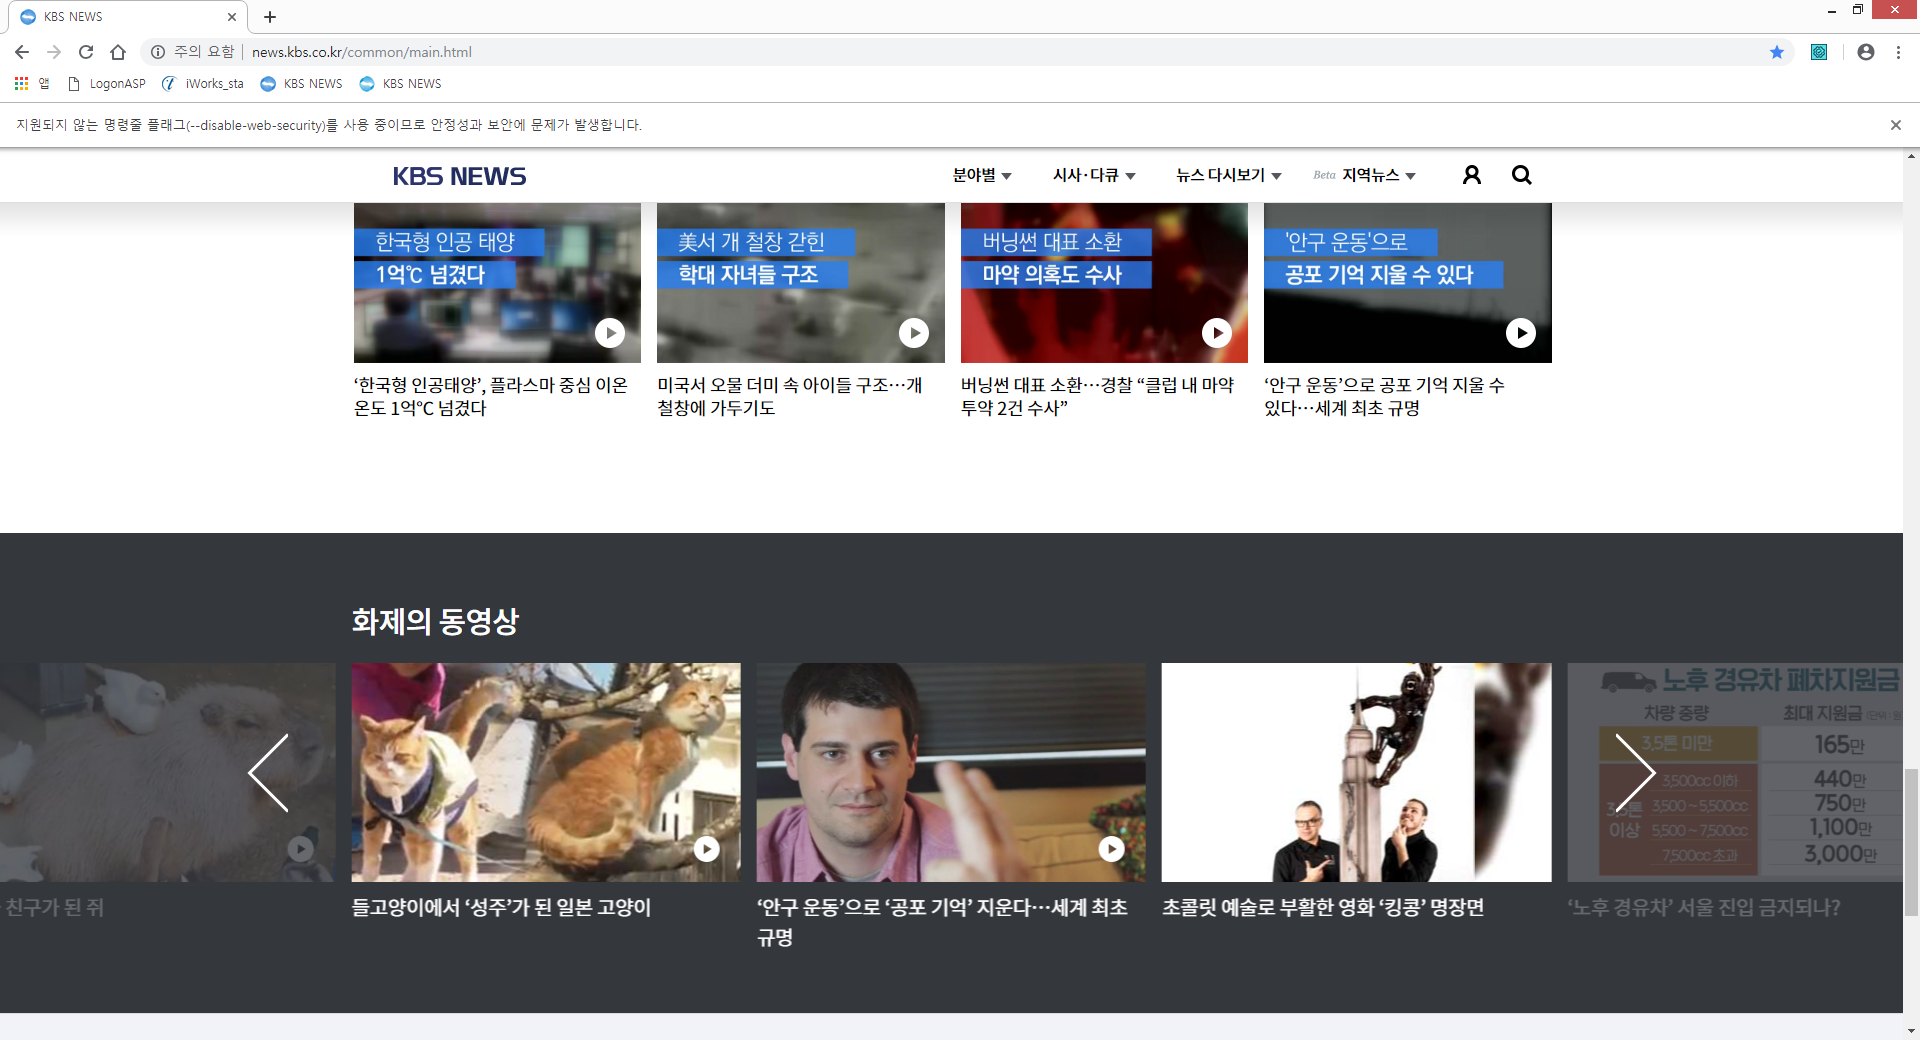 KBS NEWS
주의 요함
news.kbs.co.kr/common/main.html
앱
LogonASP
iWorks_sta
KBS NEWS
KBS NEWS
지원되지 않는 명령줄 플래그(--disable-web-security)를 사용 중이므로 안정성과 보안에 문제가 발생합니다.
KBS NEWS
분야별
시사·다큐
뉴스 다시보기
Beta 지역뉴스
한국형 인공 태양
1억℃ 넘겼다
美서 개 철창 갇힌
학대 자녀들 구조
버닝썬 대표 소환
마약 의혹도 수사
'안구 운동'으로
공포 기억 지울 수 있다
‘한국형 인공태양’, 플라스마 중심 이온
온도 1억℃ 넘겼다
미국서 오물 더미 속 아이들 구조…개
철창에 가두기도
버닝썬 대표 소환…경찰 “클럽 내 마약
투약 2건 수사”
‘안구 운동’으로 공포 기억 지울 수
있다…세계 최초 규명
화제의 동영상
노후 경유차 폐차지원금
차량 중량
최대 지원금
3.5톤 미만
165만
3,500cc 이하
440만
3.5톤
이상
3,500 ~ 5,500cc
750만
5,500 ~ 7,500cc
1,100만
7,500cc 초과
3,000만
친구가 된 쥐
들고양이에서 ‘성주’가 된 일본 고양이
‘안구 운동’으로 ‘공포 기억’ 지운다…세계 최초
규명
초콜릿 예술로 부활한 영화 ‘킹콩’ 명장면
‘노후 경유차’ 서울 진입 금지되나?